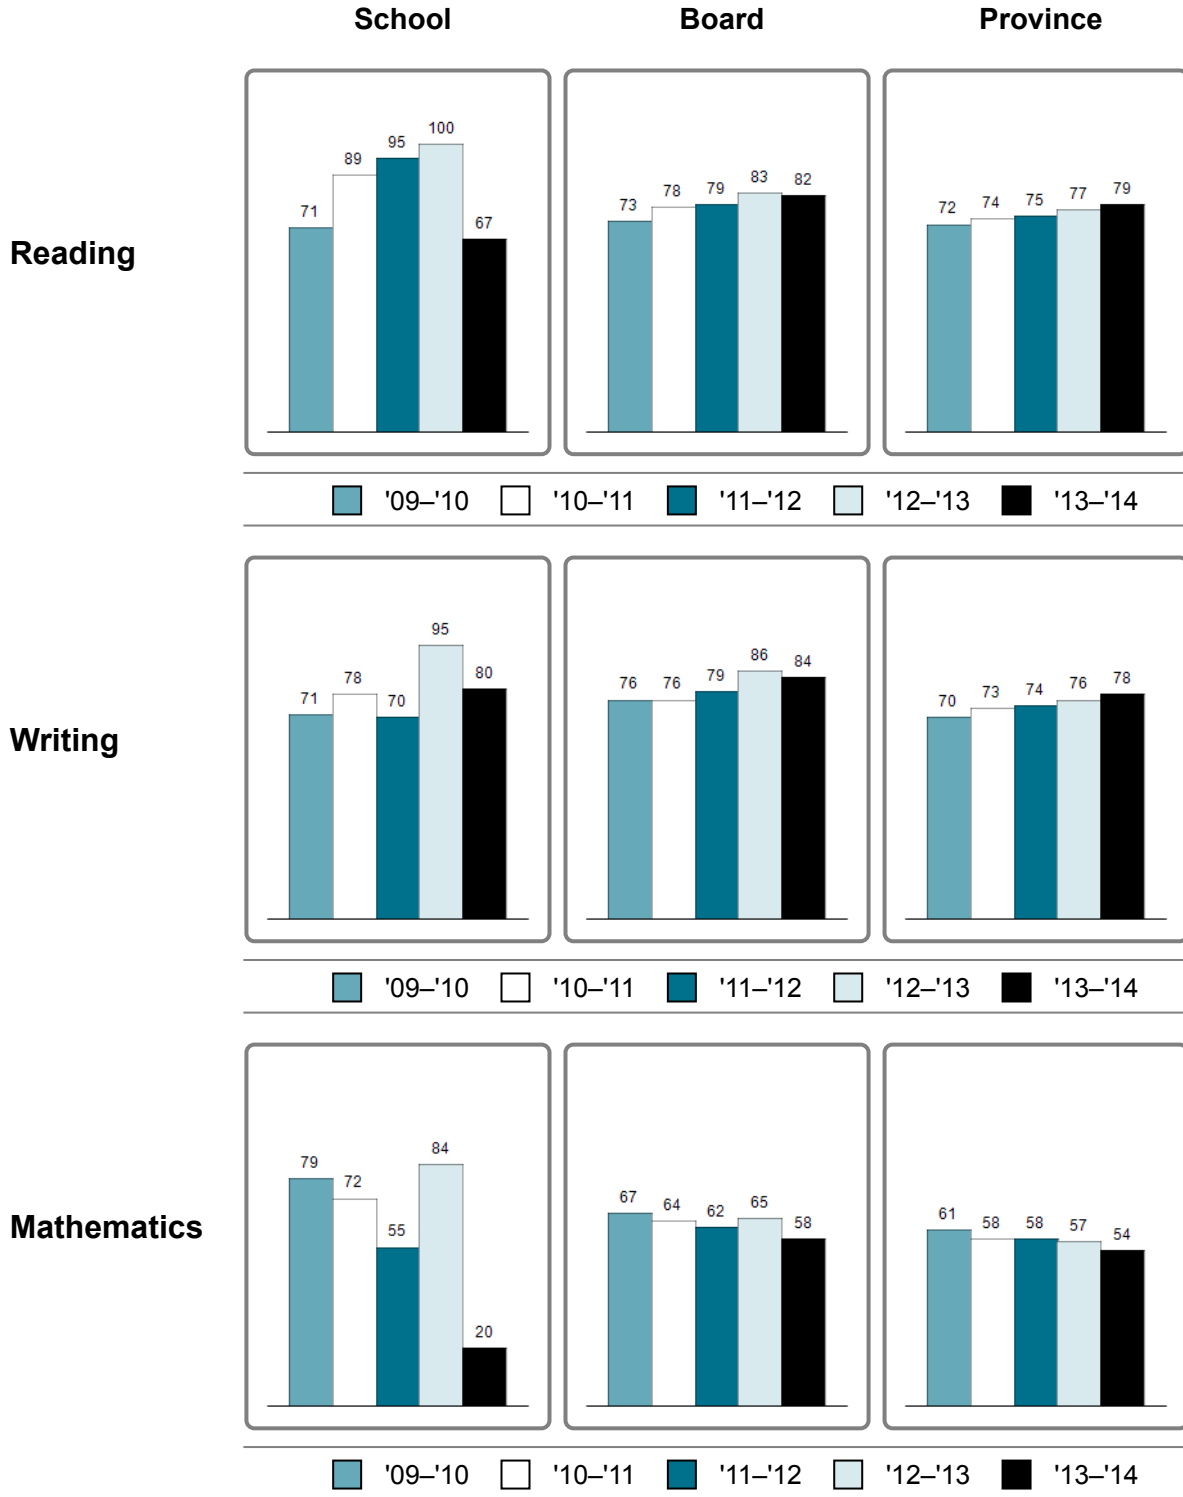 School Board Province
Reading
71 89 95 100 67
73 78 79 83 82
72 74 75 77 79
'09–'10 '10–'11 '11–'12 '12–'13 '13–'14
Writing
71 78 70 95 80
76 76 79 86 84
70 73 74 76 78
'09–'10 '10–'11 '11–'12 '12–'13 '13–'14
Mathematics
79 72 55 84 20
67 64 62 65 58
61 58 58 57 54
'09–'10 '10–'11 '11–'12 '12–'13 '13–'14